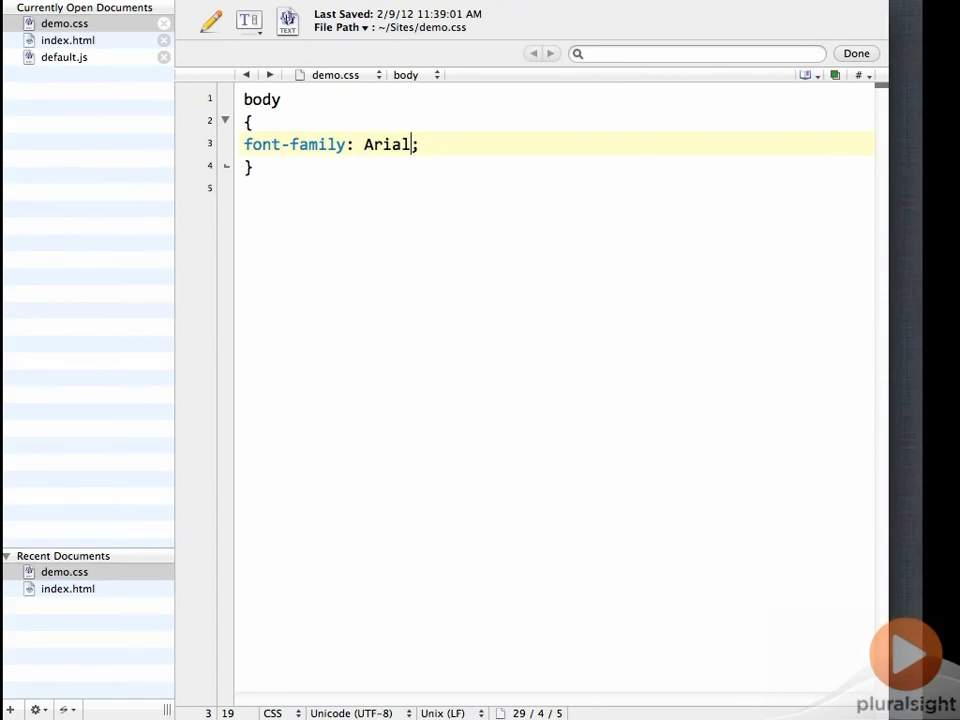 Currently Open Documents
demo.css
index.html
default.js
T
TEXT
Last Saved: 2/9/12 11:39:01 AM
File Path ▾ : ~/Sites/demo.css
Done
demo.css
body
#
1 body
2 {
3 font-family: Arial;
4 }
5
Recent Documents
demo.css
index.html
3 19
CSS
Unicode (UTF-8)
Unix (LF)
29 / 4 / 5
pluralsight